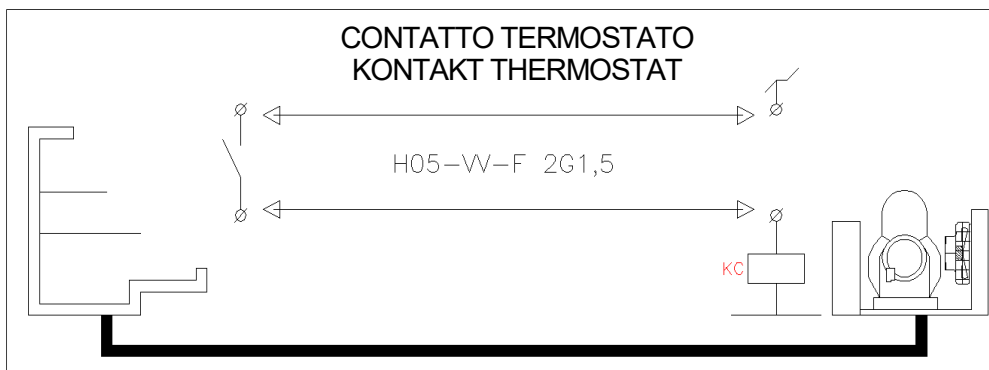 CONTATTO TERMOSTATO
KONTAKT THERMOSTAT
H05-VV-F 2G1,5
KC